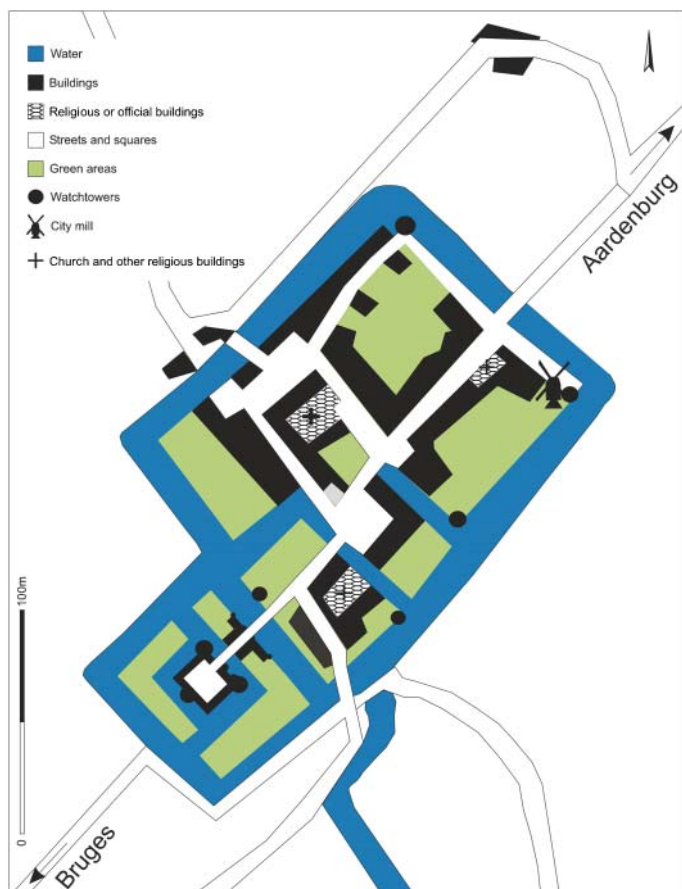 Water
Buildings
Religious or official buildings
Streets and squares
Green areas
Watchtowers
City mill
Church and other religious buildings
Aardenburg
100m
0
Bruges